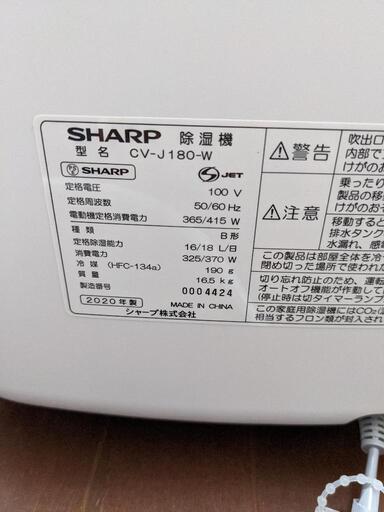 SHARP 除湿機
型名 CV-J180-W
SHARP
JET
定格電圧 100 V
定格周波数 50/60 Hz
電動機定格消費電力 365/415 W
種類 B形
定格除湿能力 16/18 L/日
消費電力 325/370 W
冷媒 (HFC-134a) 190 g
質量 16.5 kg
製造番号 0004424
2020年製 MADE IN CHINA
シャープ株式会社
⚠警告
吹出口
内部で
けがの
⚠注意
乗ったり
製品の移
けがのおそ
移動すると
排水タンク
水漏れ、感
この製品は部屋全体を冷
閉め切った場所で使われた
切り忘れ防止のため、運転
オートオフ機能が作動して
(停止時は切タイマーラン
この家庭用除湿機にはCO₂(
相当するフロン類が封入され